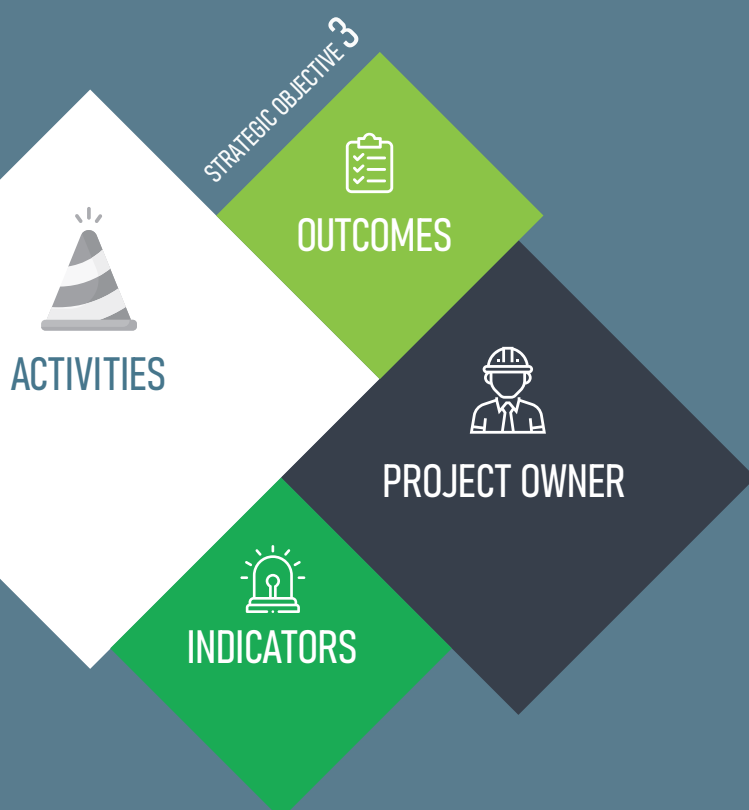 STRATEGIC OBJECTIVE 3
OUTCOMES
ACTIVITIES
PROJECT OWNER
INDICATORS